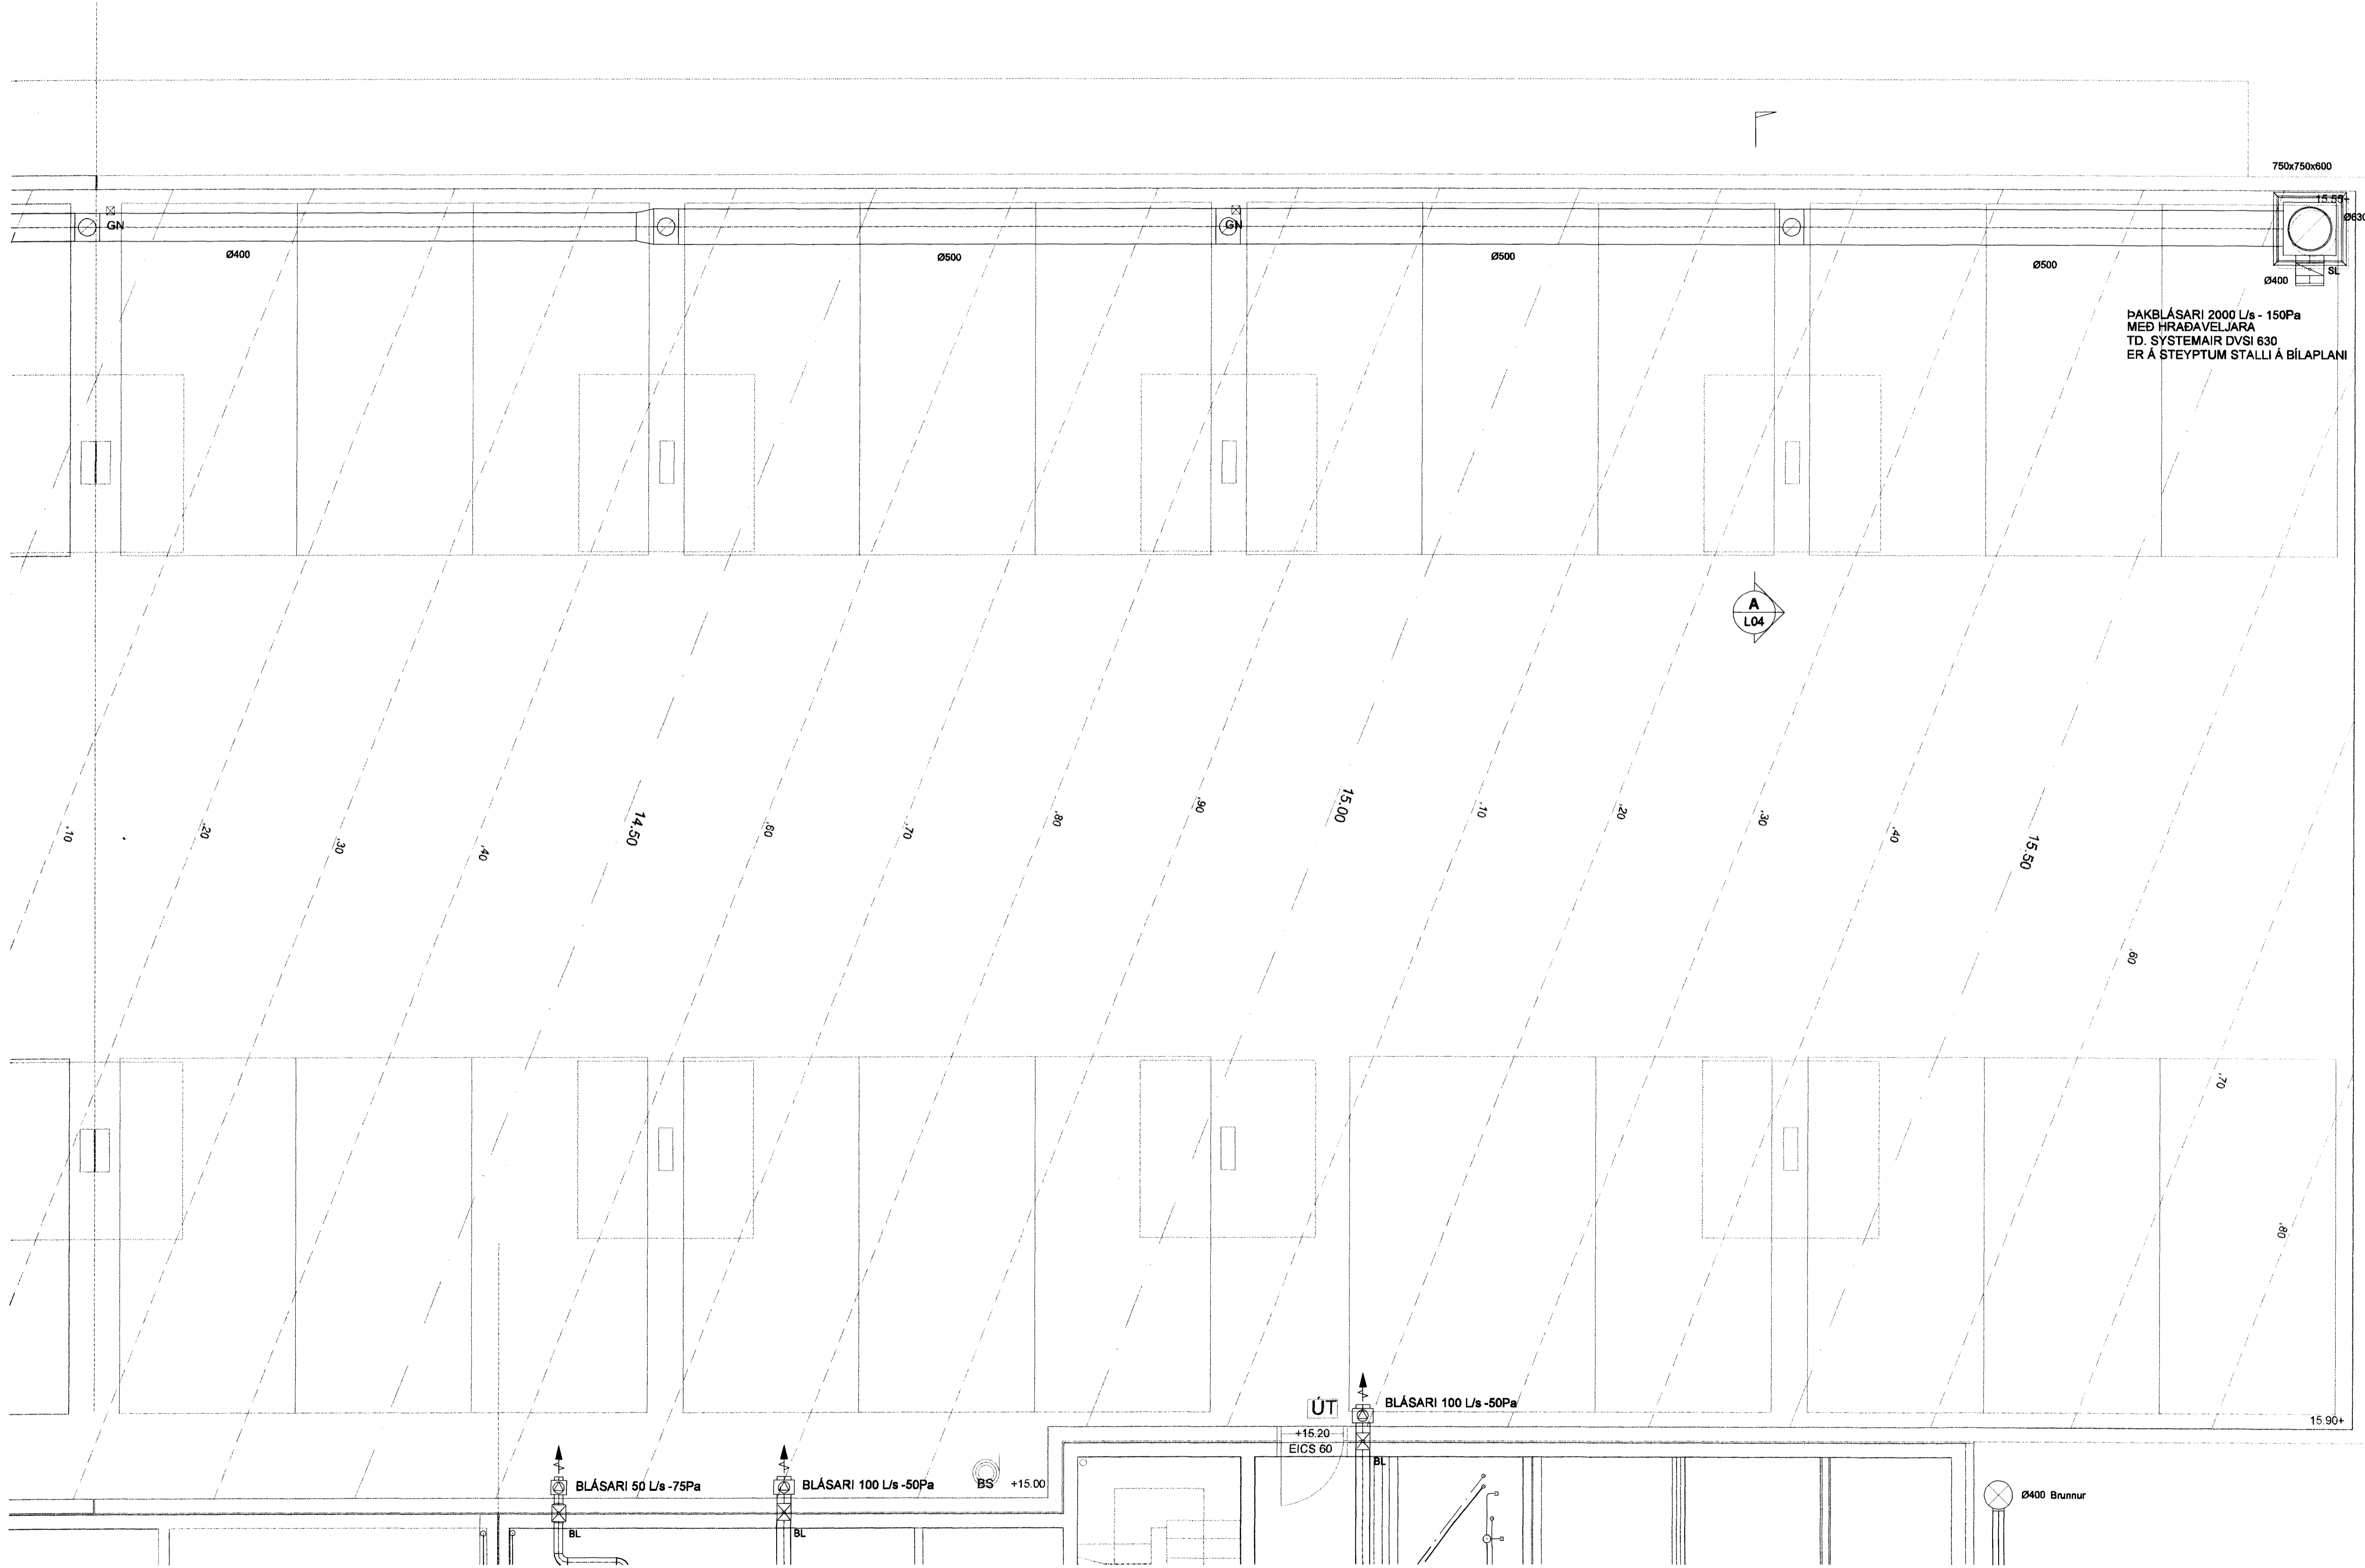 750x750x600
15.55+
Ø630
GN
GN
Ø400
Ø500
Ø500
Ø500
Ø400
SL
ÞAKBLÁSARI 2000 L/s - 150Pa
MEÐ HRAÐAVELJARA
TD. SYSTEMAIR DVSI 630
ER Á STEYPTUM STALLI Á BÍLAPLANI
A
L04
.10
.20
.30
.40
14.50
.60
.70
.80
.90
15.00
.10
.20
.30
.40
15.50
.60
.70
.80
ÚT
BLÁSARI 100 L/s -50Pa
15.90+
+15.20
EICS 60
BL
BLÁSARI 50 L/s -75Pa
BLÁSARI 100 L/s -50Pa
BS
+15.00
Ø400 Brunnur
BL
BL